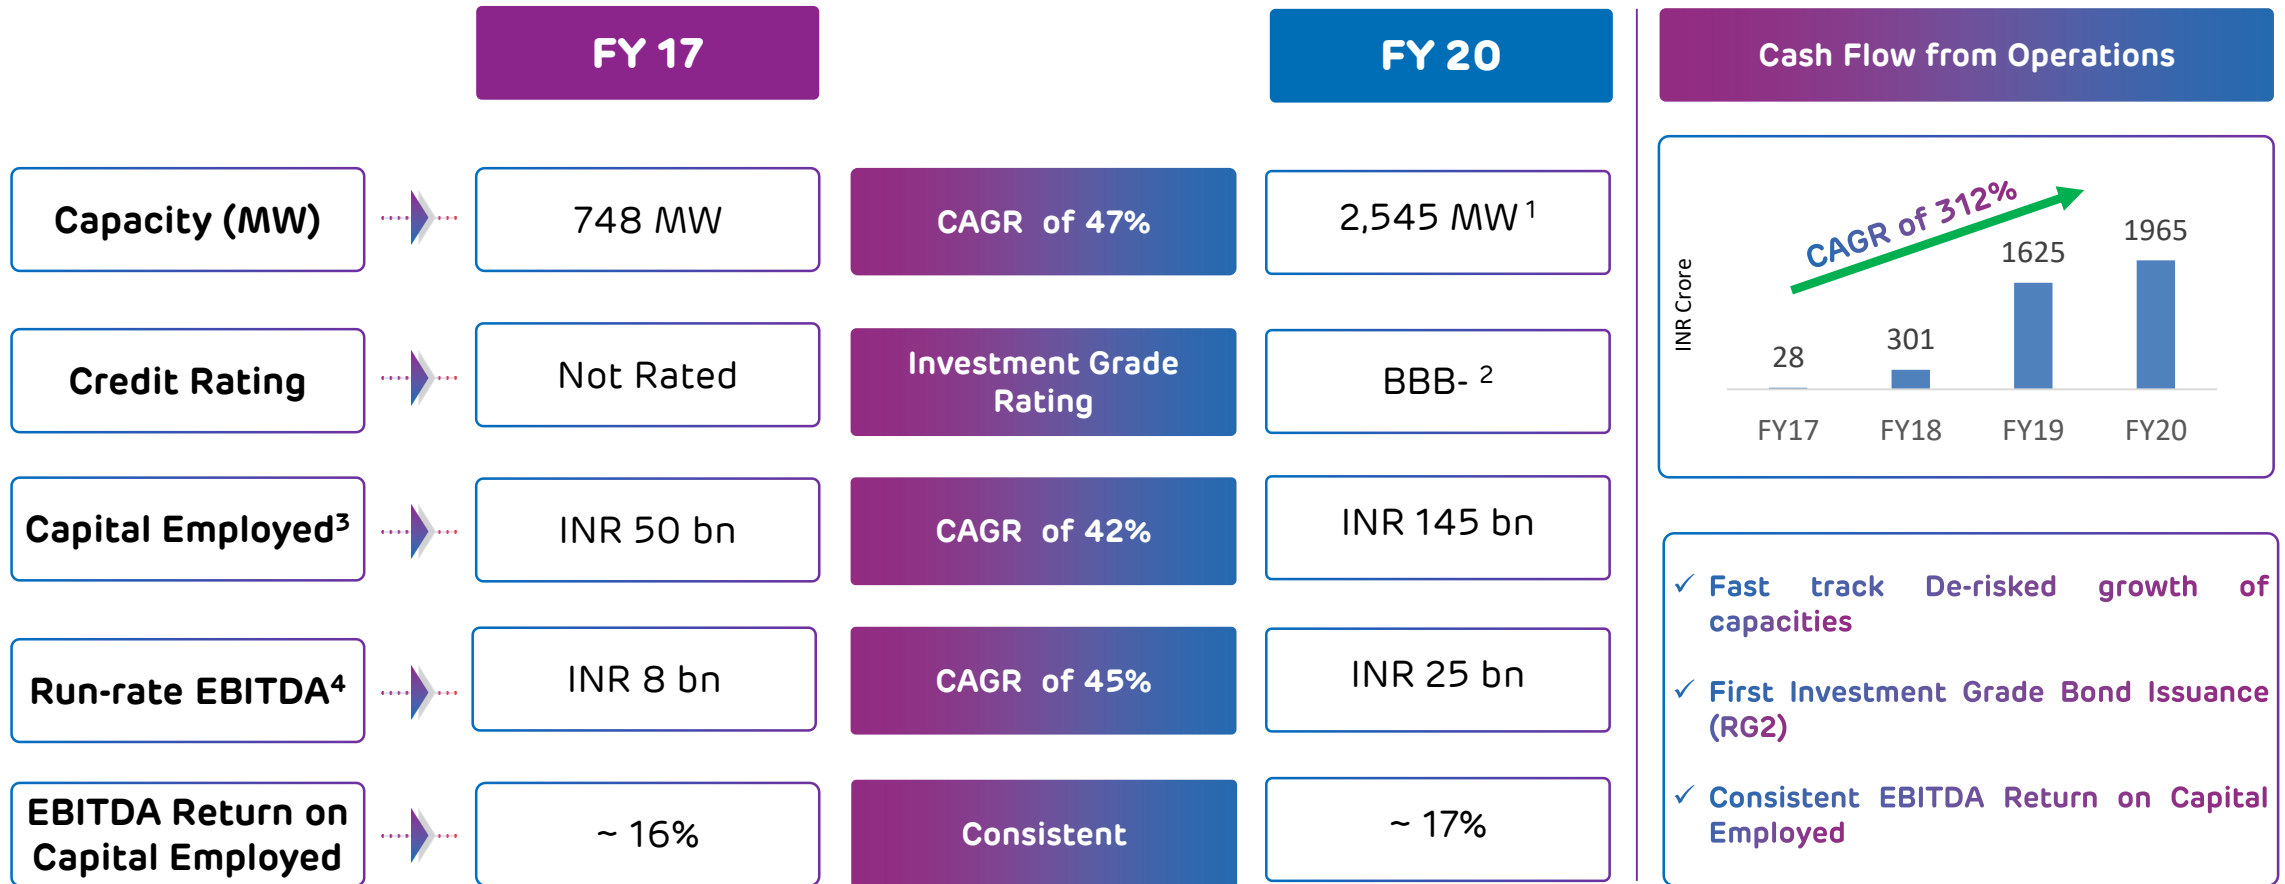 FY 17
FY 20
Cash Flow from Operations
Capacity (MW)
748 MW
CAGR of 47%
2,545 MW 1
Credit Rating
Not Rated
Investment Grade
Rating
BBB- 2
Capital Employed3
INR 50 bn
CAGR of 42%
INR 145 bn
Run-rate EBITDA4
INR 8 bn
CAGR of 45%
INR 25 bn
EBITDA Return on
Capital Employed
~ 16%
Consistent
~ 17%
INR Crore
CAGR of 312%
28
301
1625
1965
FY17
FY18
FY19
FY20
✓ Fast track De-risked growth of
capacities
✓ First Investment Grade Bond Issuance
(RG2)
✓ Consistent EBITDA Return on Capital
Employed